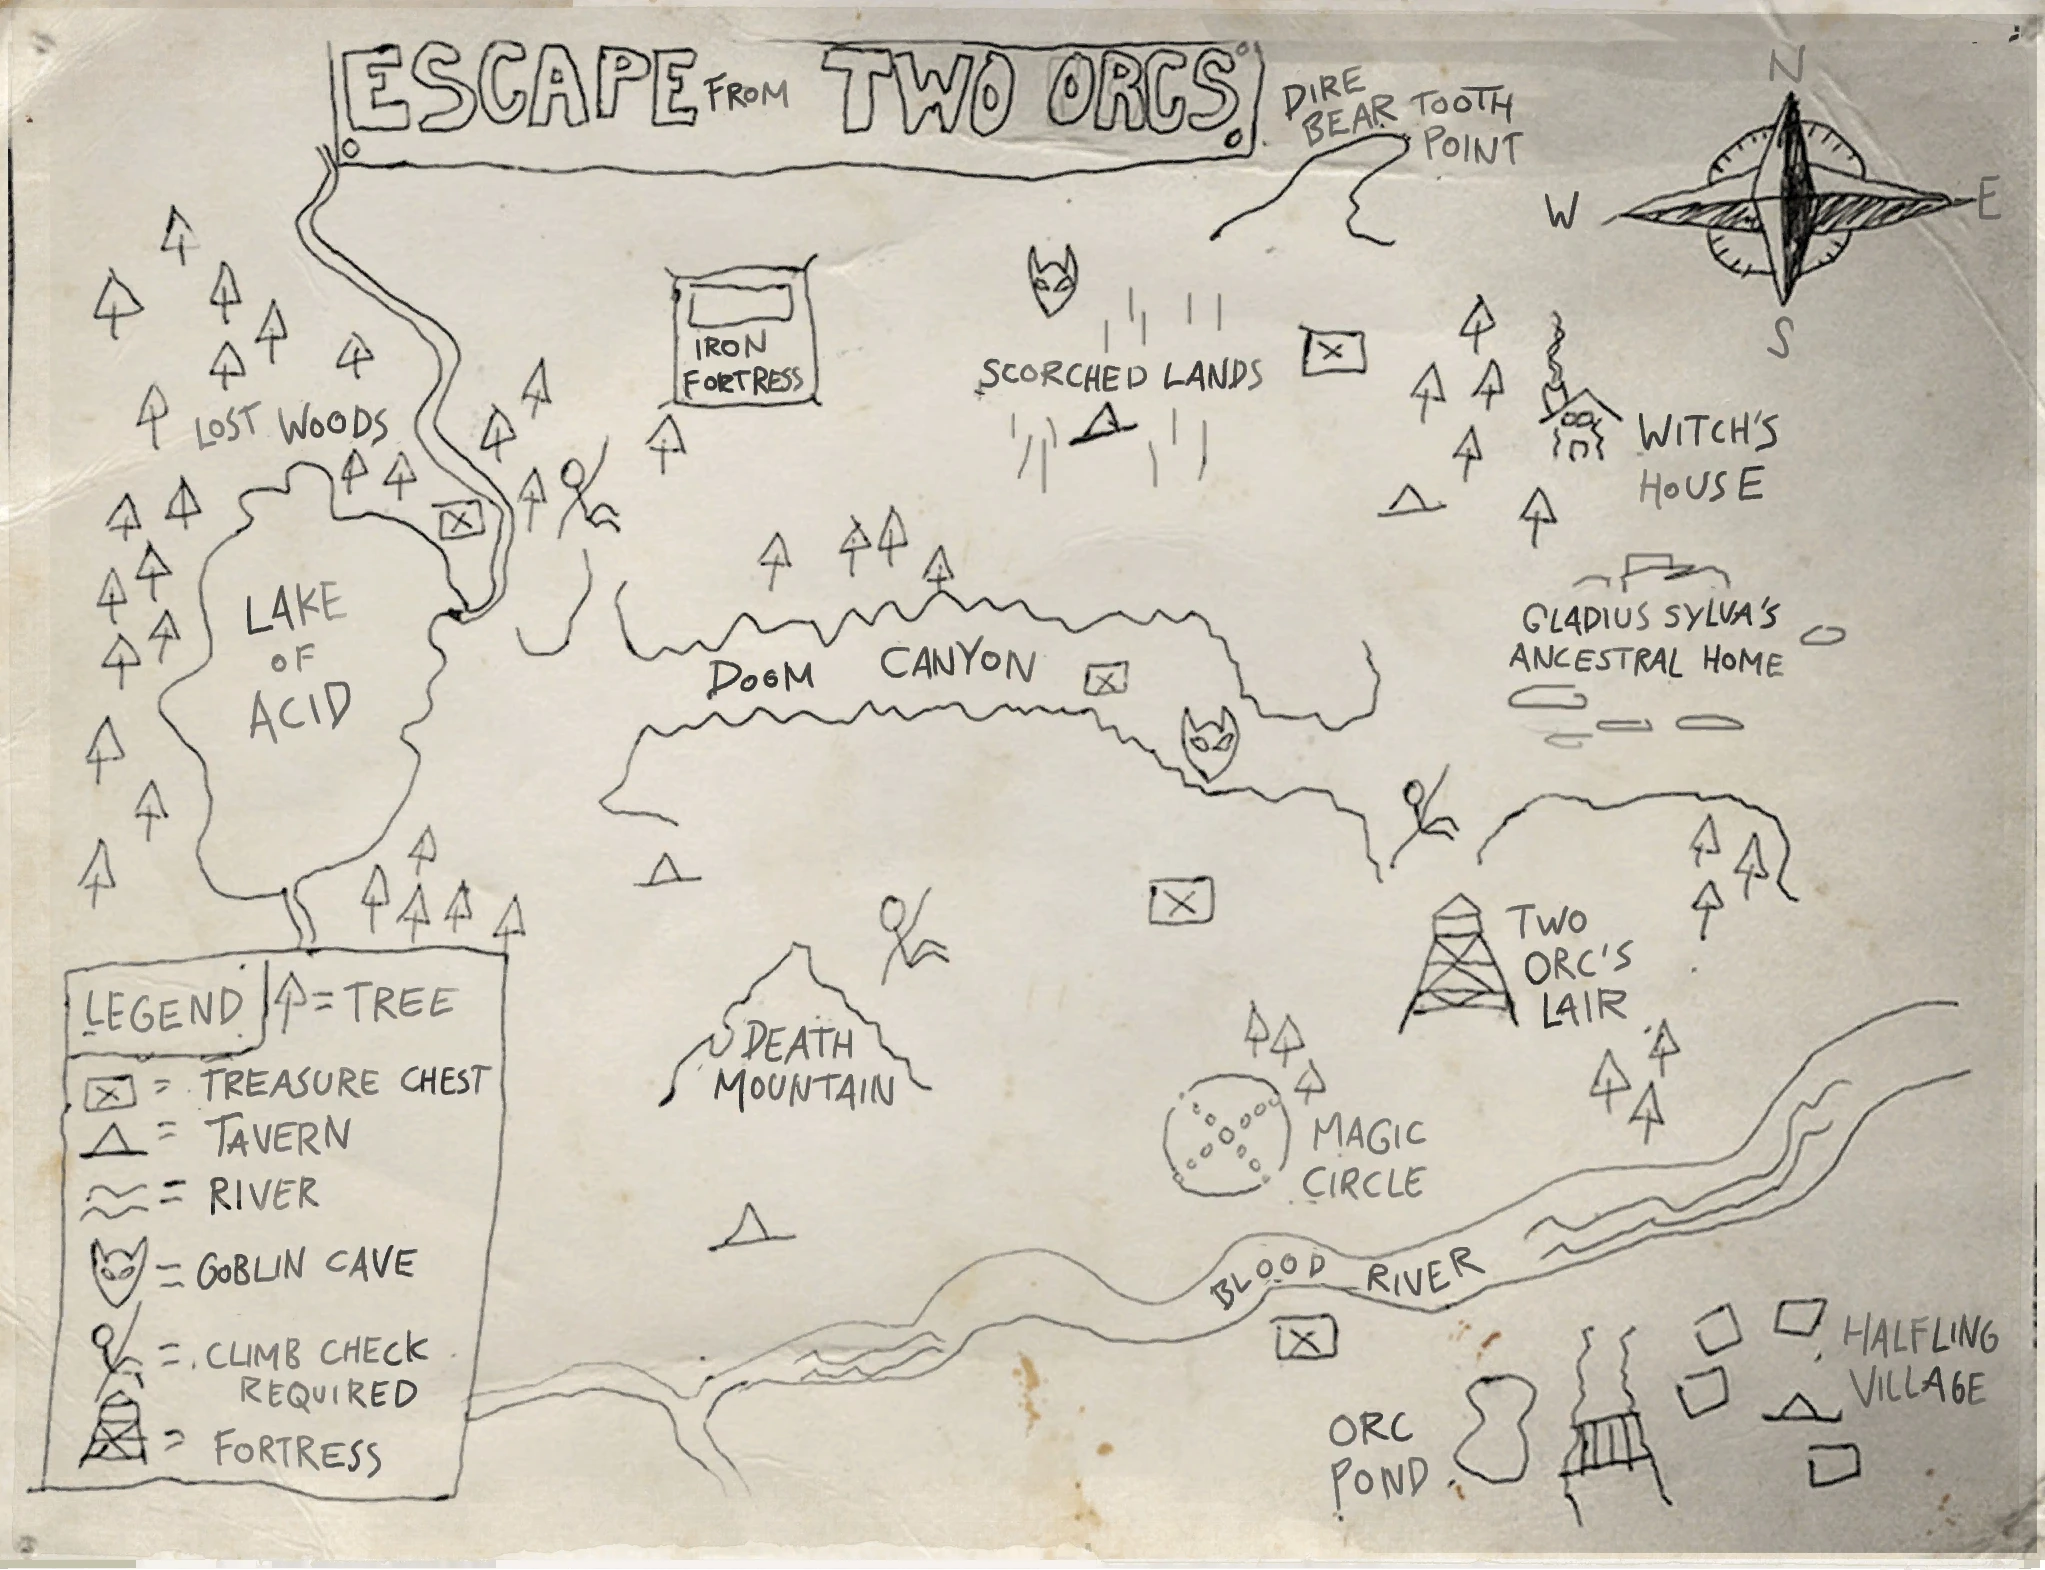 ESCAPE FROM TWO ORCS
DIRE
BEAR TOOTH
POINT
N
W
E
S
IRON
FORTRESS
SCORCHED LANDS
LOST WOODS
WITCH'S
HOUSE
LAKE
OF
ACID
GLADIUS SYLVA'S
ANCESTRAL HOME
DOOM CANYON
TWO
ORC'S
LAIR
DEATH
MOUNTAIN
MAGIC
CIRCLE
BLOOD RIVER
HALFLING
VILLAGE
ORC
POND
LEGEND
= TREE
X = TREASURE CHEST
= TAVERN
= RIVER
= GOBLIN CAVE
= CLIMB CHECK
REQUIRED
= FORTRESS